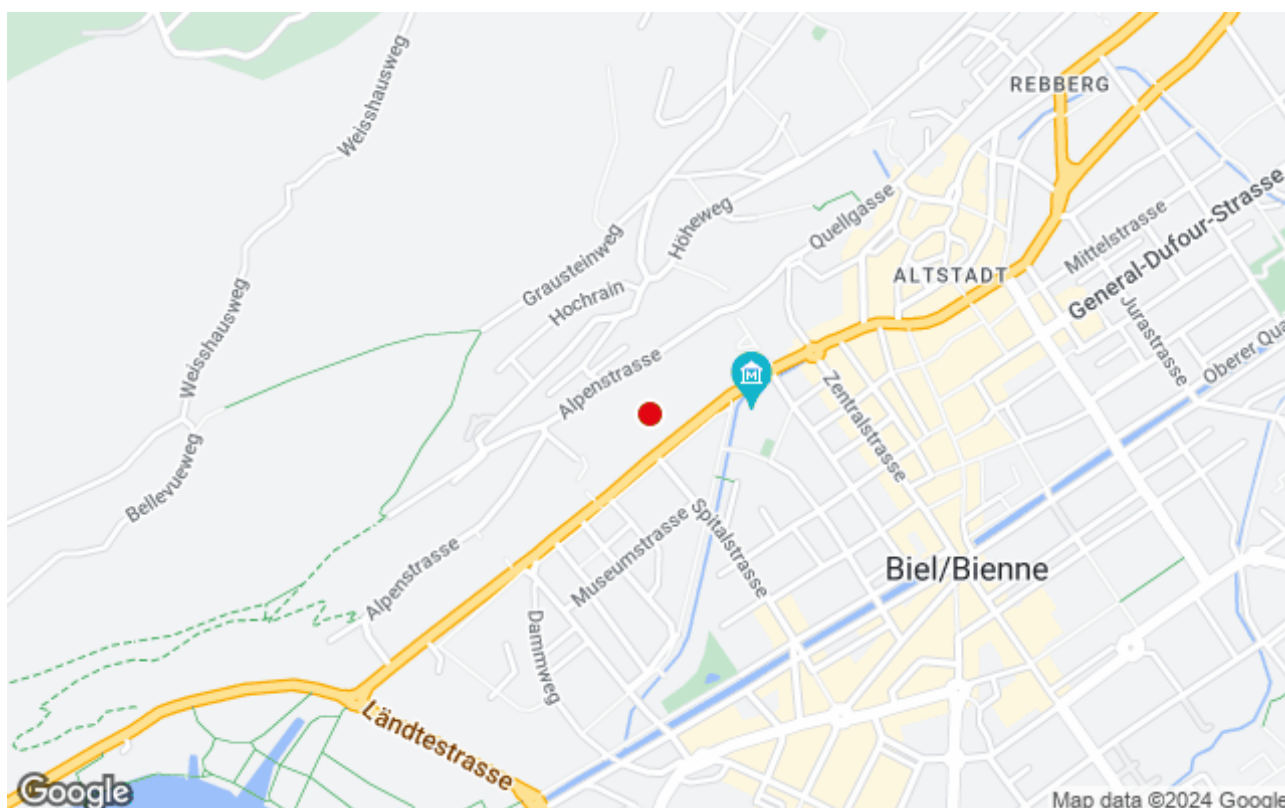 REBBERG
Weisshausweg
Quellgasse
Mittelstrasse
General-Dufour-Strasse
Höheweg
Grausteinweg
ALTSTADT
Hochrain
Jurastrasse
Oberer Qua
Weisshausweg
Alpenstrasse
M
Zentralstrasse
Bellevueweg
Spitalstrasse
Museumstrasse
Biel/Bienne
Alpenstrasse
Dammweg
Ländtestrasse
Google
Map data ©2024 Google